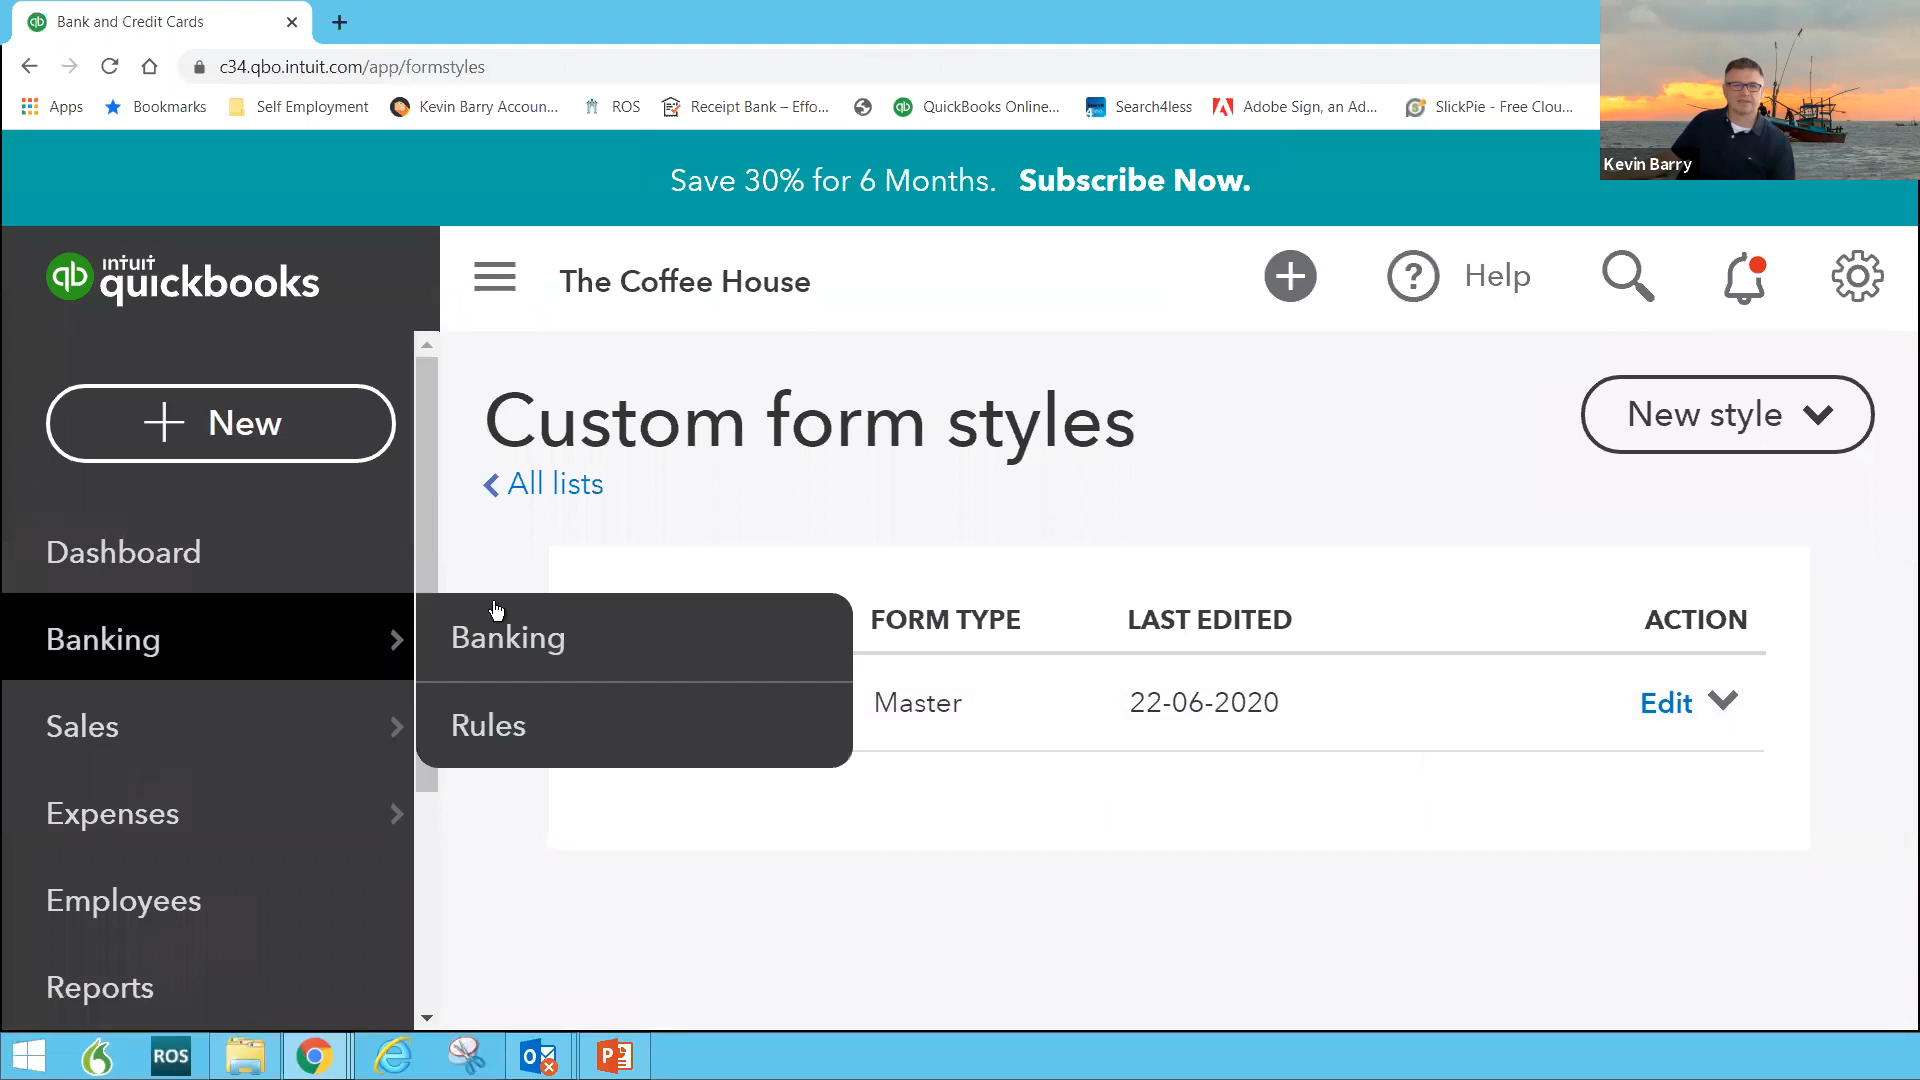 Bank and Credit Cards
c34.qbo.intuit.com/app/formstyles
Apps
Bookmarks
Self Employment
Kevin Barry Accoun...
ROS
Receipt Bank – Effo...
QuickBooks Online...
Search4less
Adobe Sign, an Ad...
SlickPie - Free Clou...
Kevin Barry
Save 30% for 6 Months. Subscribe Now.
qb
ıntuıt
quickbooks
The Coffee House
?
Help
New
Custom form styles
New style
All lists
Dashboard
Banking
Banking
FORM TYPE
LAST EDITED
ACTION
Master
22-06-2020
Edit
Sales
Rules
Expenses
Employees
Reports
ROS